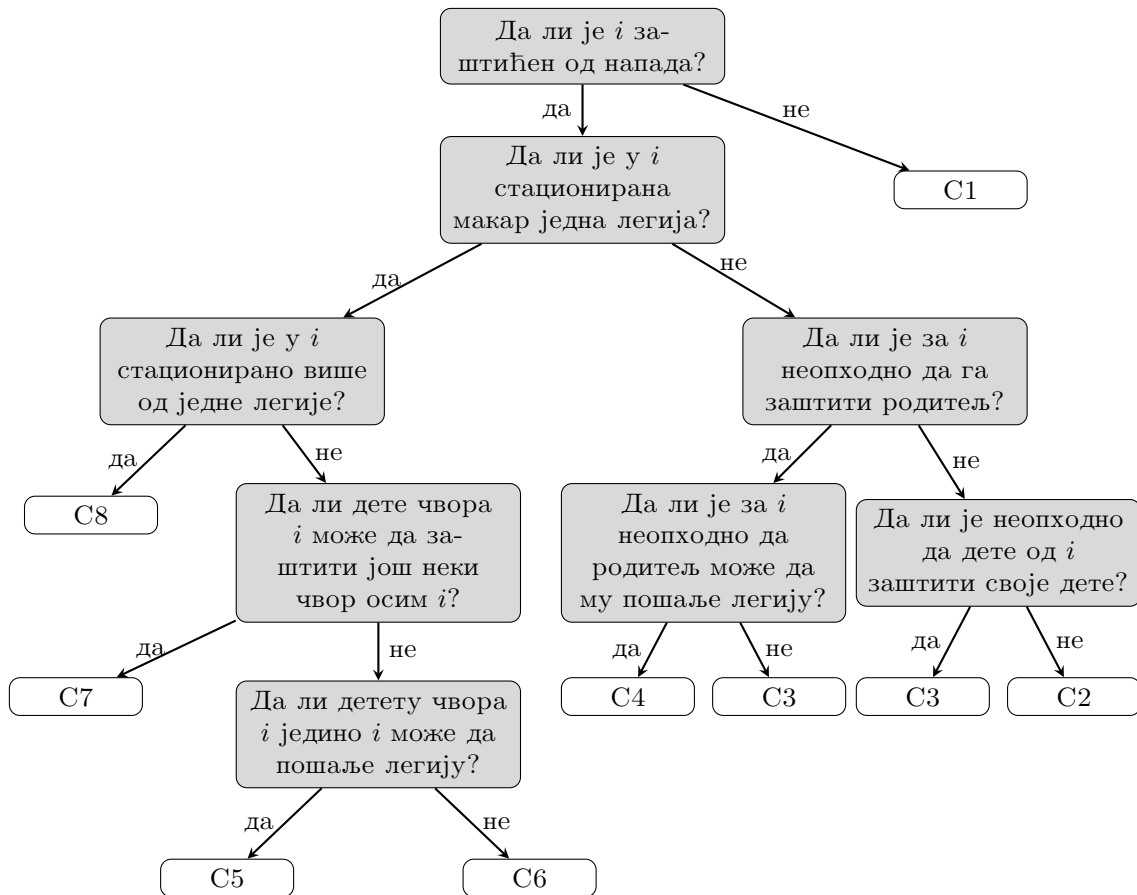 Да ли је i за-
штићен од напада?
да
не
Да ли је у i
стационирана
макар једна легија?
C1
да
не
Да ли је у i
стационирано више
од једне легије?
Да ли је за i
неопходно да га
заштити родитељ?
да
не
да
не
C8
Да ли дете чвора
i може да за-
штити још неки
чвор осим i?
Да ли је за i
неопходно да
родитељ може да
му пошаље легију?
Да ли је неопходно
да дете од i
заштити своје дете?
да
не
да
не
да
не
C7
Да ли детету чвора
i једино i може да
пошаље легију?
C4
C3
C3
C2
да
не
C5
C6